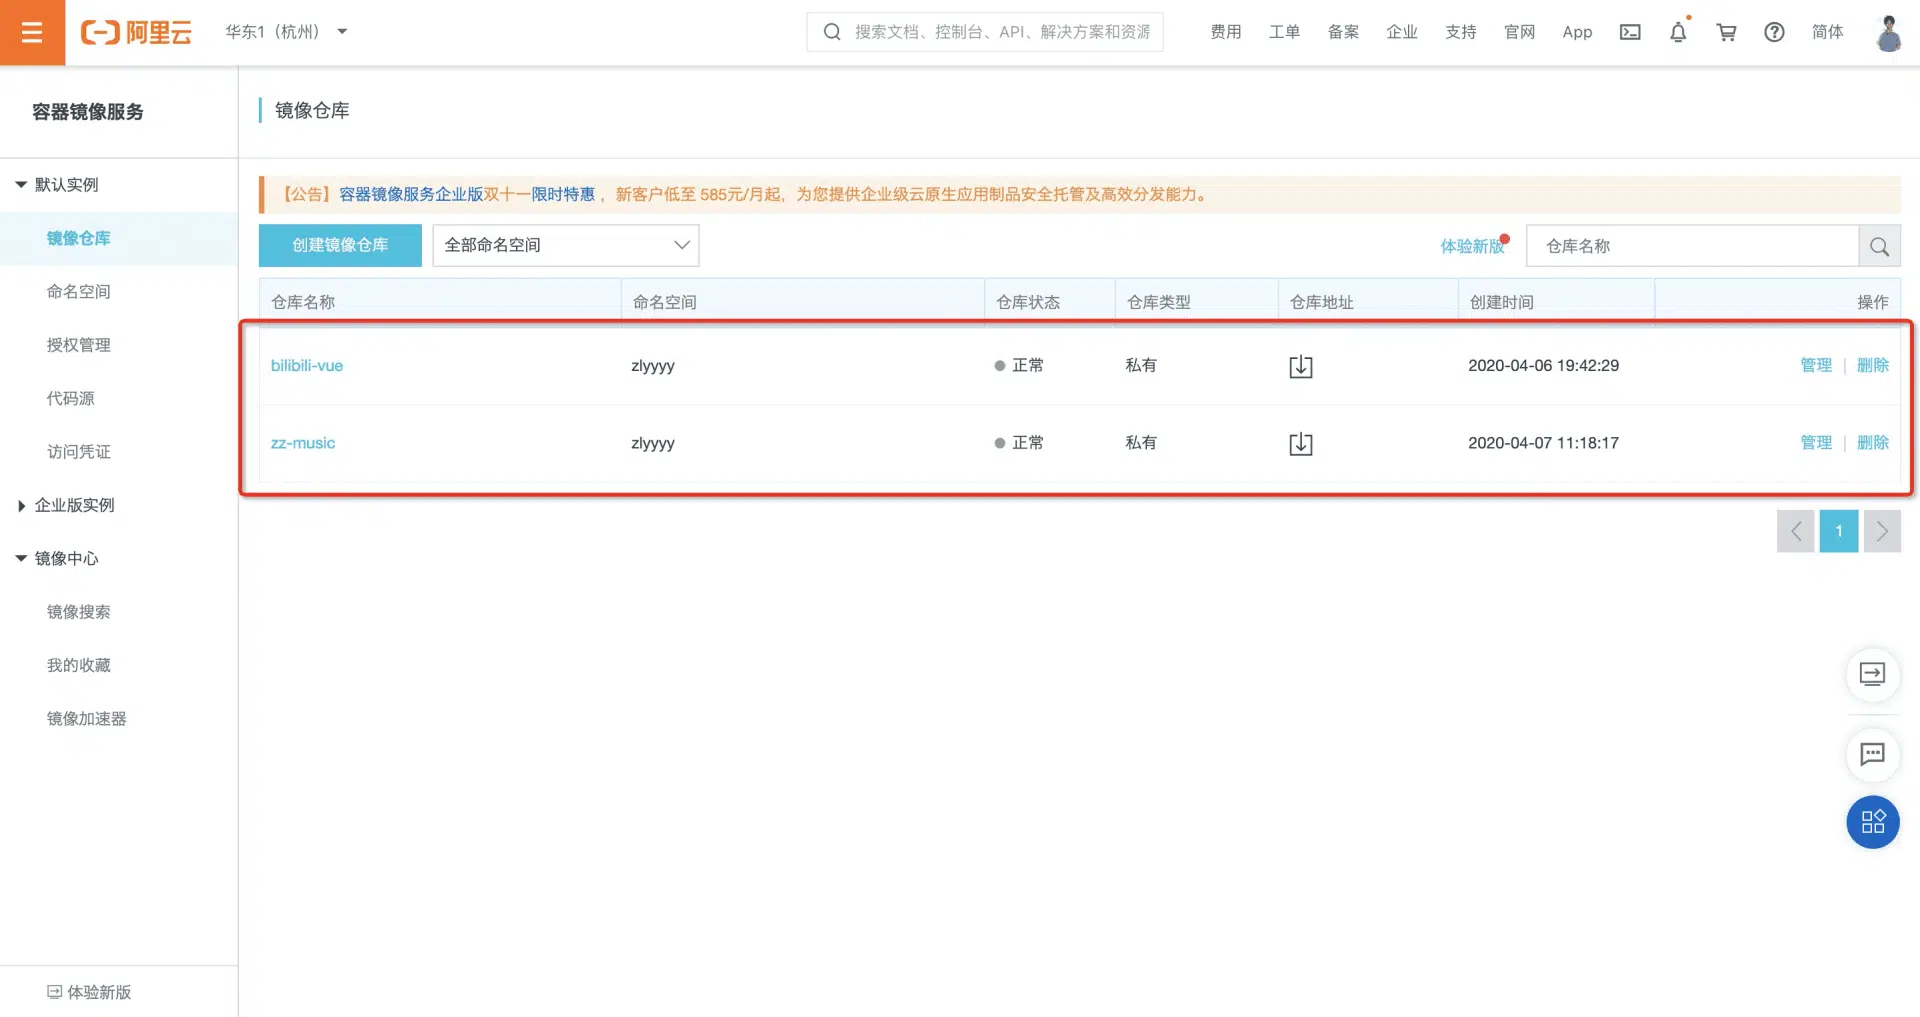 阿里云
华东1（杭州）
搜索文档、控制台、API、解决方案和资源
费用
工单
备案
企业
支持
官网
App
简体
容器镜像服务
镜像仓库
默认实例
镜像仓库
命名空间
授权管理
代码源
访问凭证
企业版实例
镜像中心
镜像搜索
我的收藏
镜像加速器
体验新版
【公告】容器镜像服务企业版双十一限时特惠 ，新客户低至 585元/月起，为您提供企业级云原生应用制品安全托管及高效分发能力。
创建镜像仓库
全部命名空间
体验新版
仓库名称
仓库名称 命名空间 仓库状态 仓库类型 仓库地址 创建时间 操作
bilibili-vue zlyyyy 正常 私有 2020-04-06 19:42:29 管理 | 删除
zz-music zlyyyy 正常 私有 2020-04-07 11:18:17 管理 | 删除
1